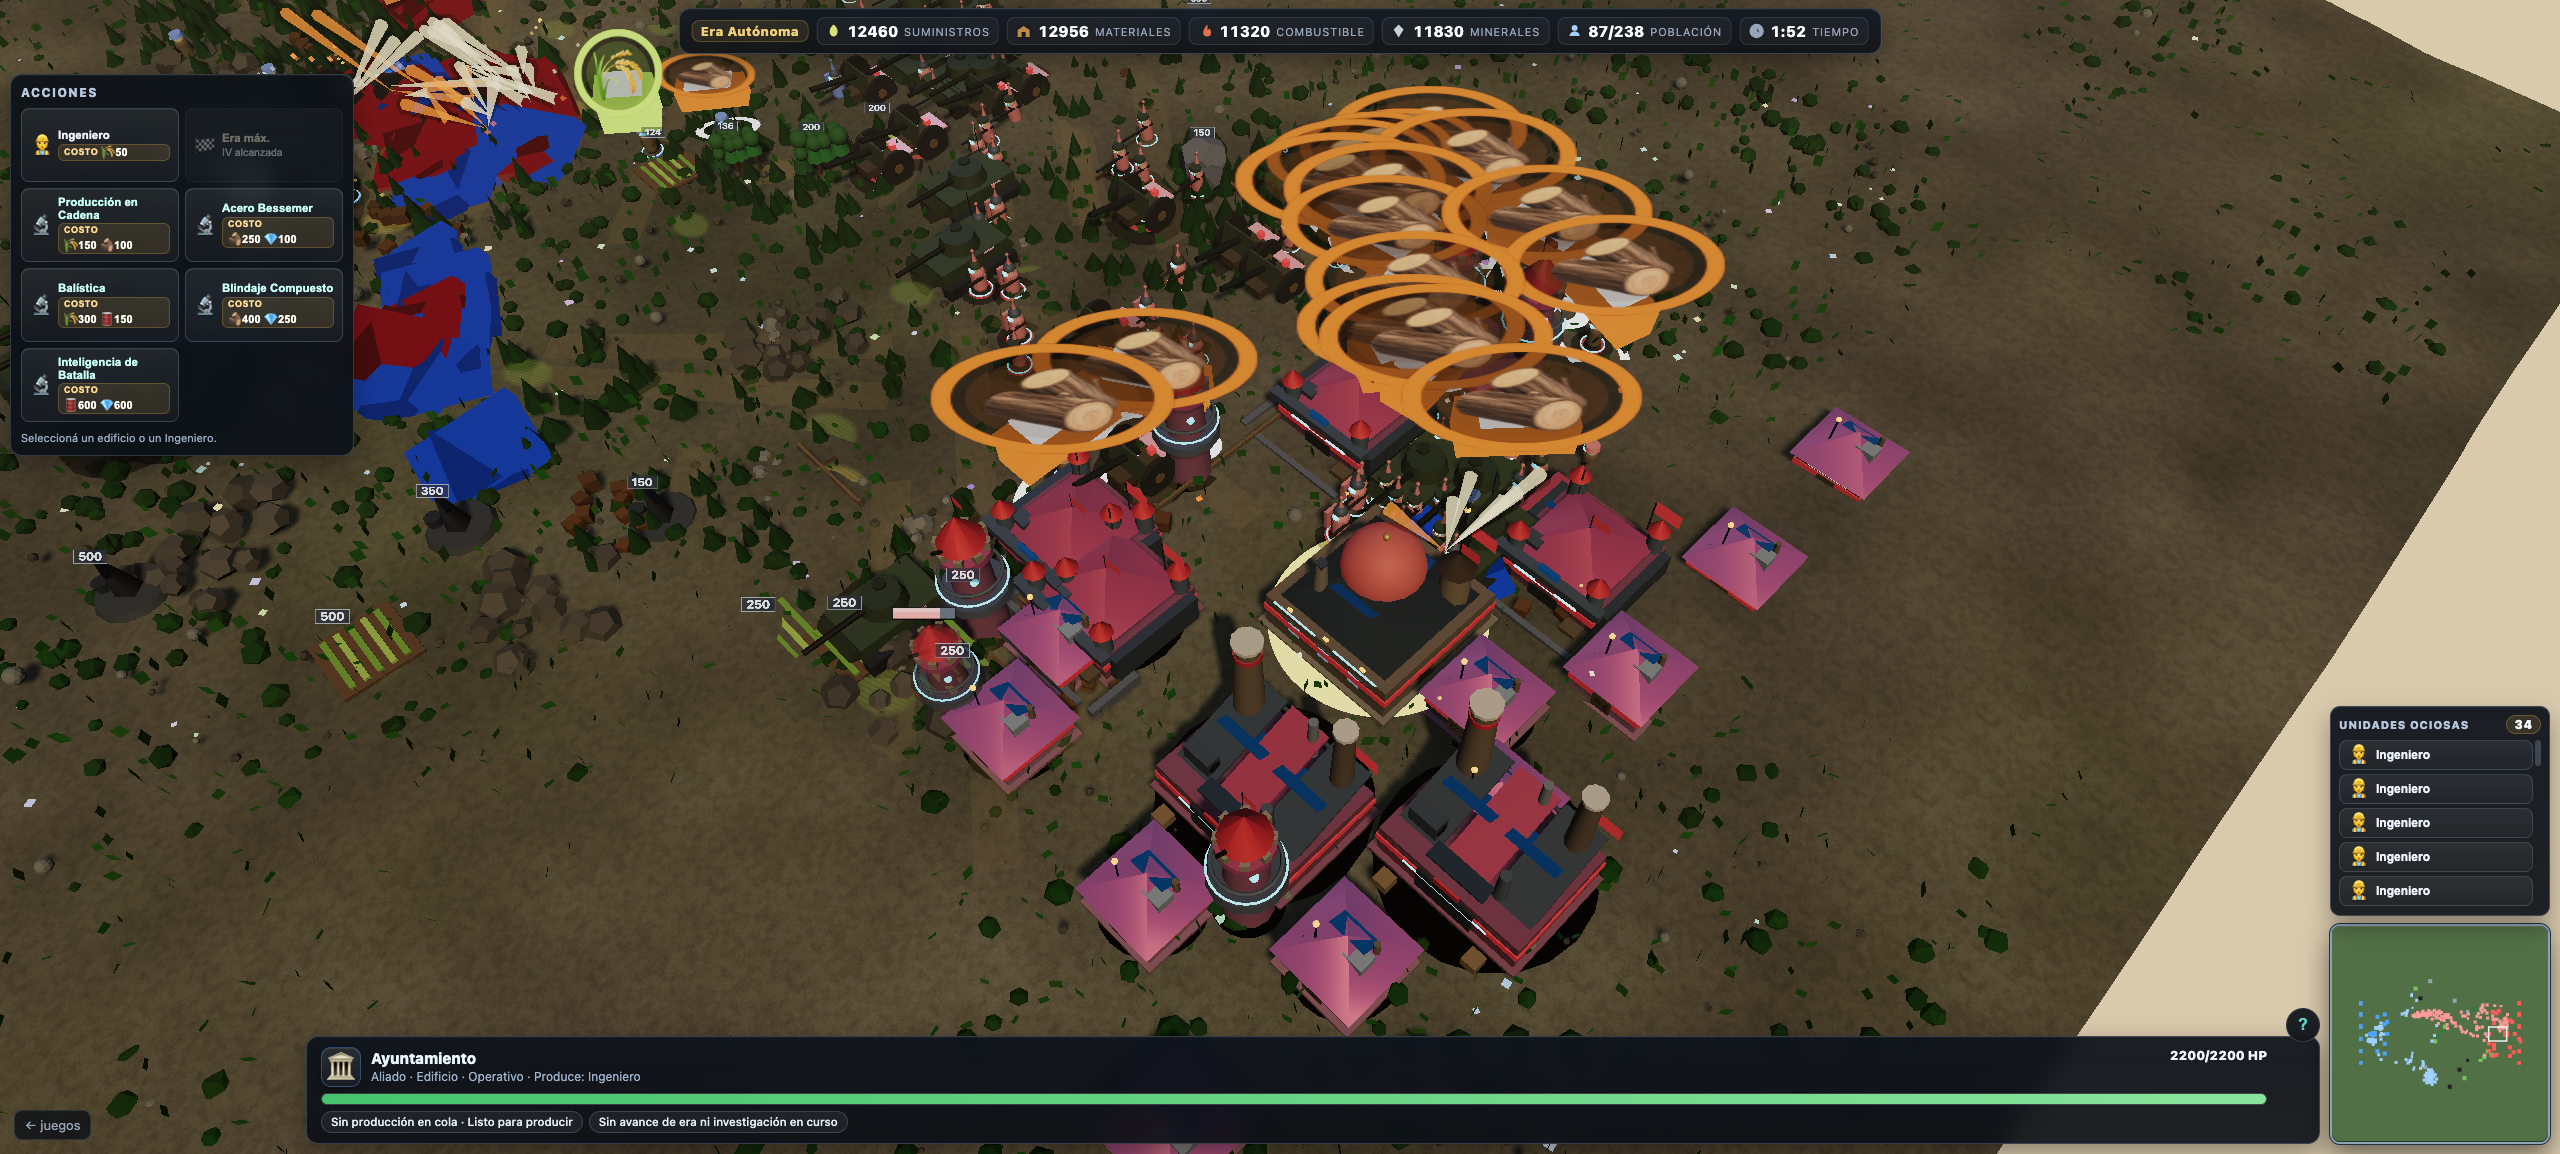 Era Autónoma
12460 SUMINISTROS
12956 MATERIALES
11320 COMBUSTIBLE
11830 MINERALES
87/238 POBLACIÓN
1:52 TIEMPO
ACCIONES
Ingeniero
COSTO 50
Era máx.
IV alcanzada
Producción en
Cadena
COSTO
150 100
Acero Bessemer
COSTO
250 100
Balística
COSTO
300 150
Blindaje Compuesto
COSTO
400 250
Inteligencia de
Batalla
COSTO
600 600
Seleccioná un edificio o un Ingeniero.
200
124
136
200
150
350
150
500
500
250
250
250
250
UNIDADES OCIOSAS 34
Ingeniero
Ingeniero
Ingeniero
Ingeniero
Ingeniero
?
Ayuntamiento
Aliado · Edificio · Operativo · Produce: Ingeniero
2200/2200 HP
Sin producción en cola · Listo para producir
Sin avance de era ni investigación en curso
← juegos